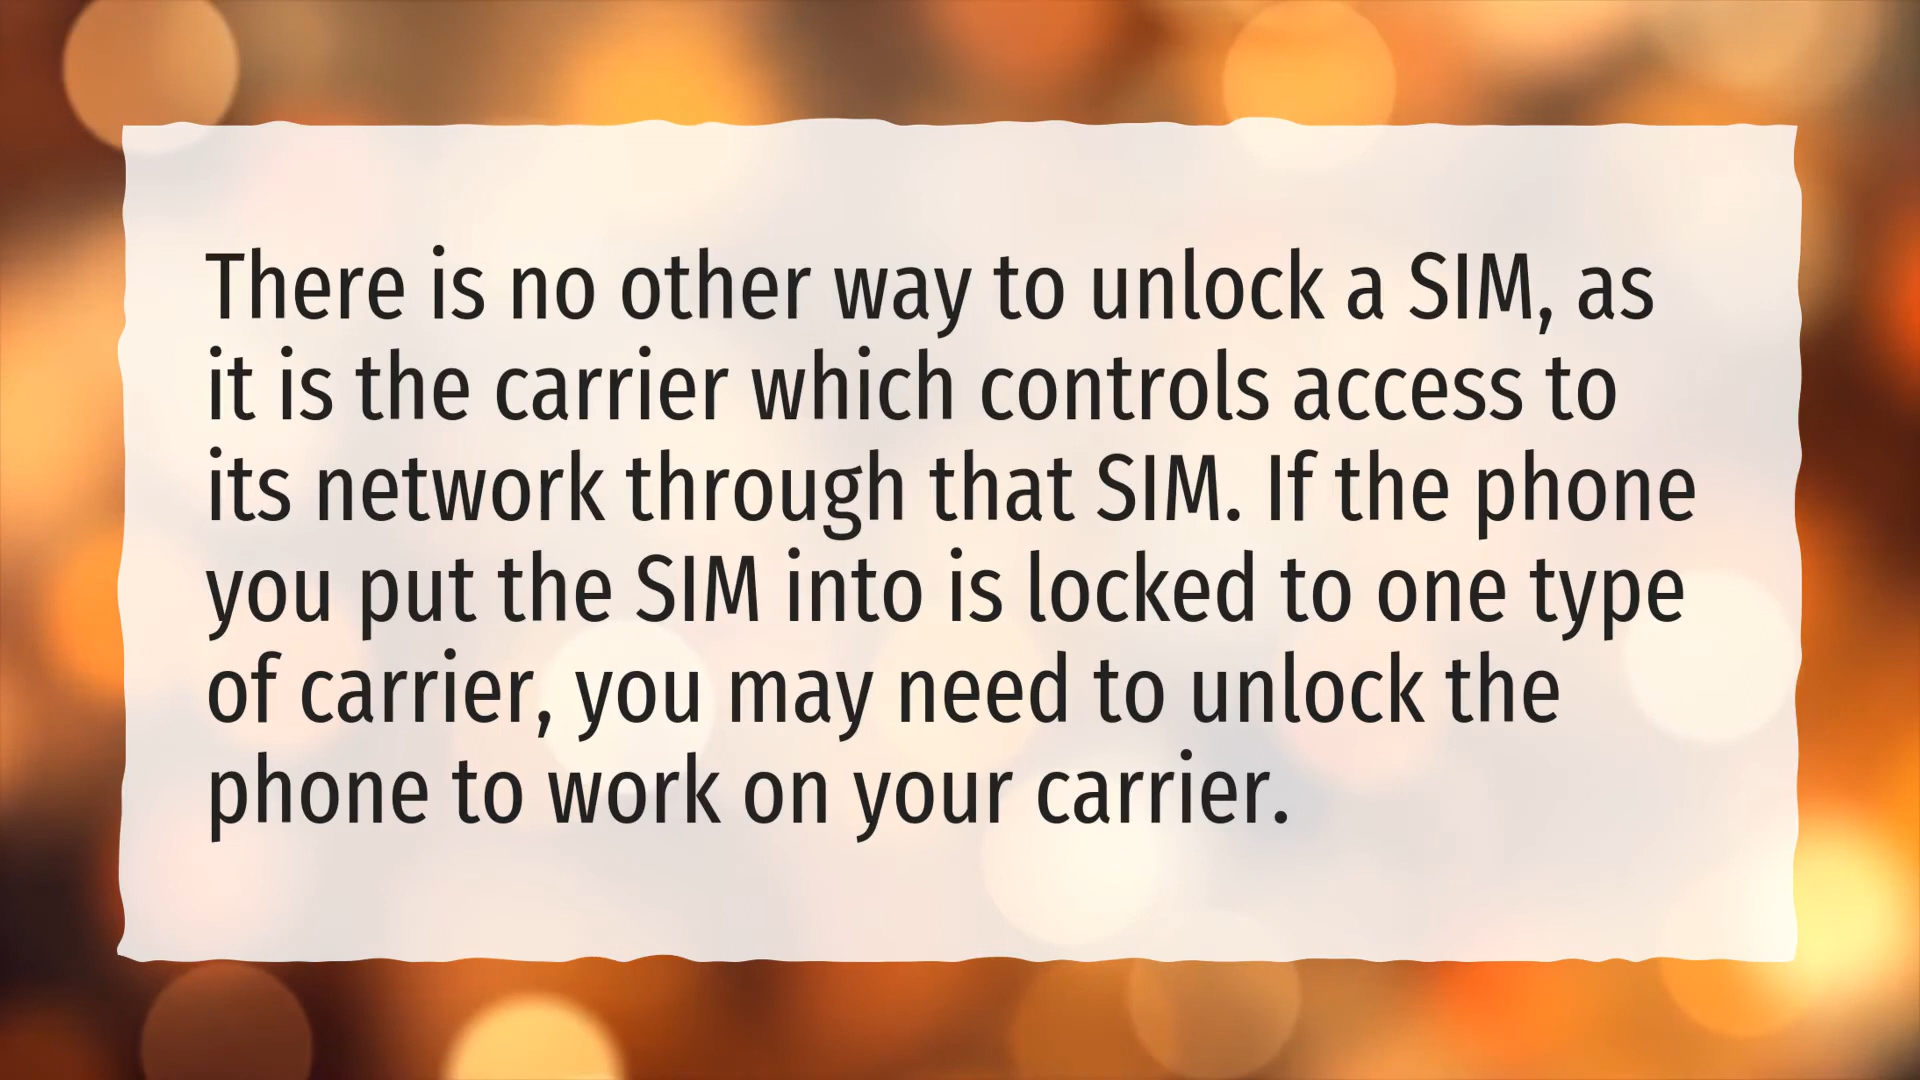 There is no other way to unlock a SIM, as
it is the carrier which controls access to
its network through that SIM. If the phone
you put the SIM into is locked to one type
of carrier, you may need to unlock the
phone to work on your carrier.